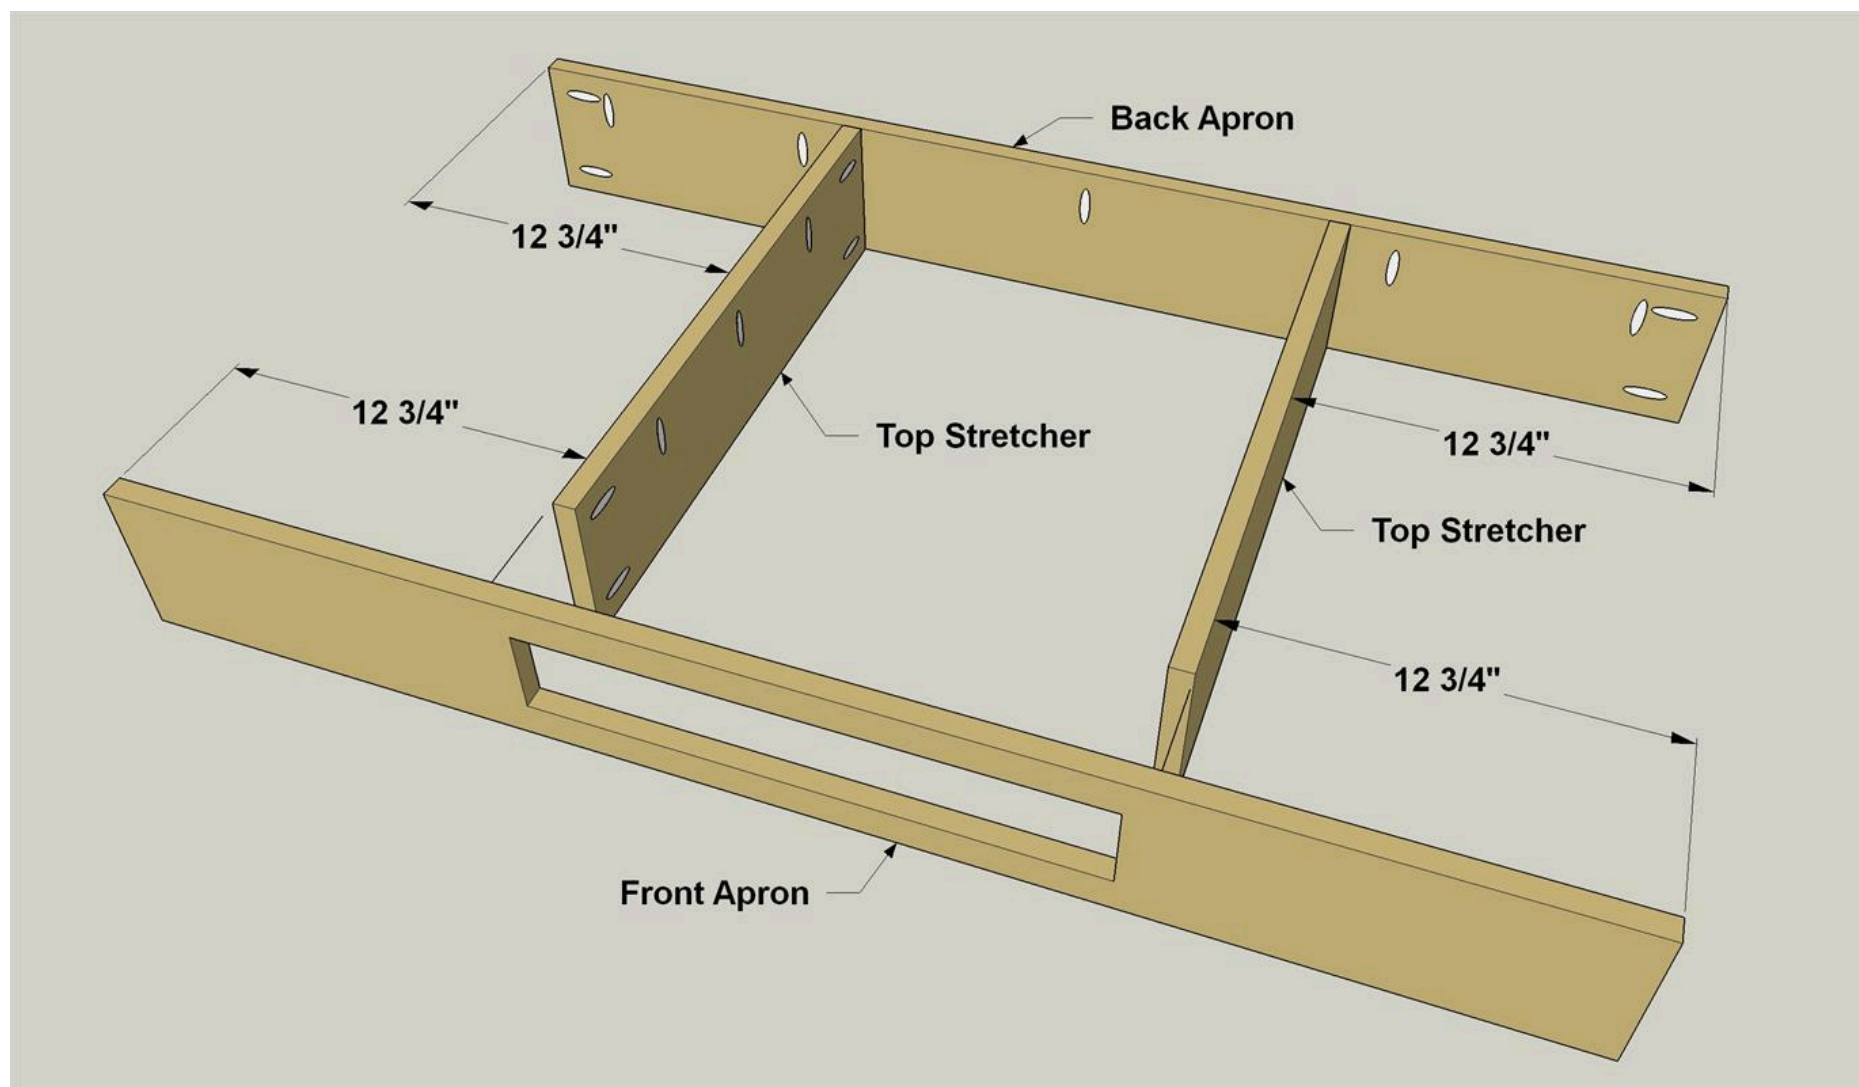 Back Apron
12 3/4"
12 3/4"
Top Stretcher
12 3/4"
Top Stretcher
12 3/4"
Front Apron